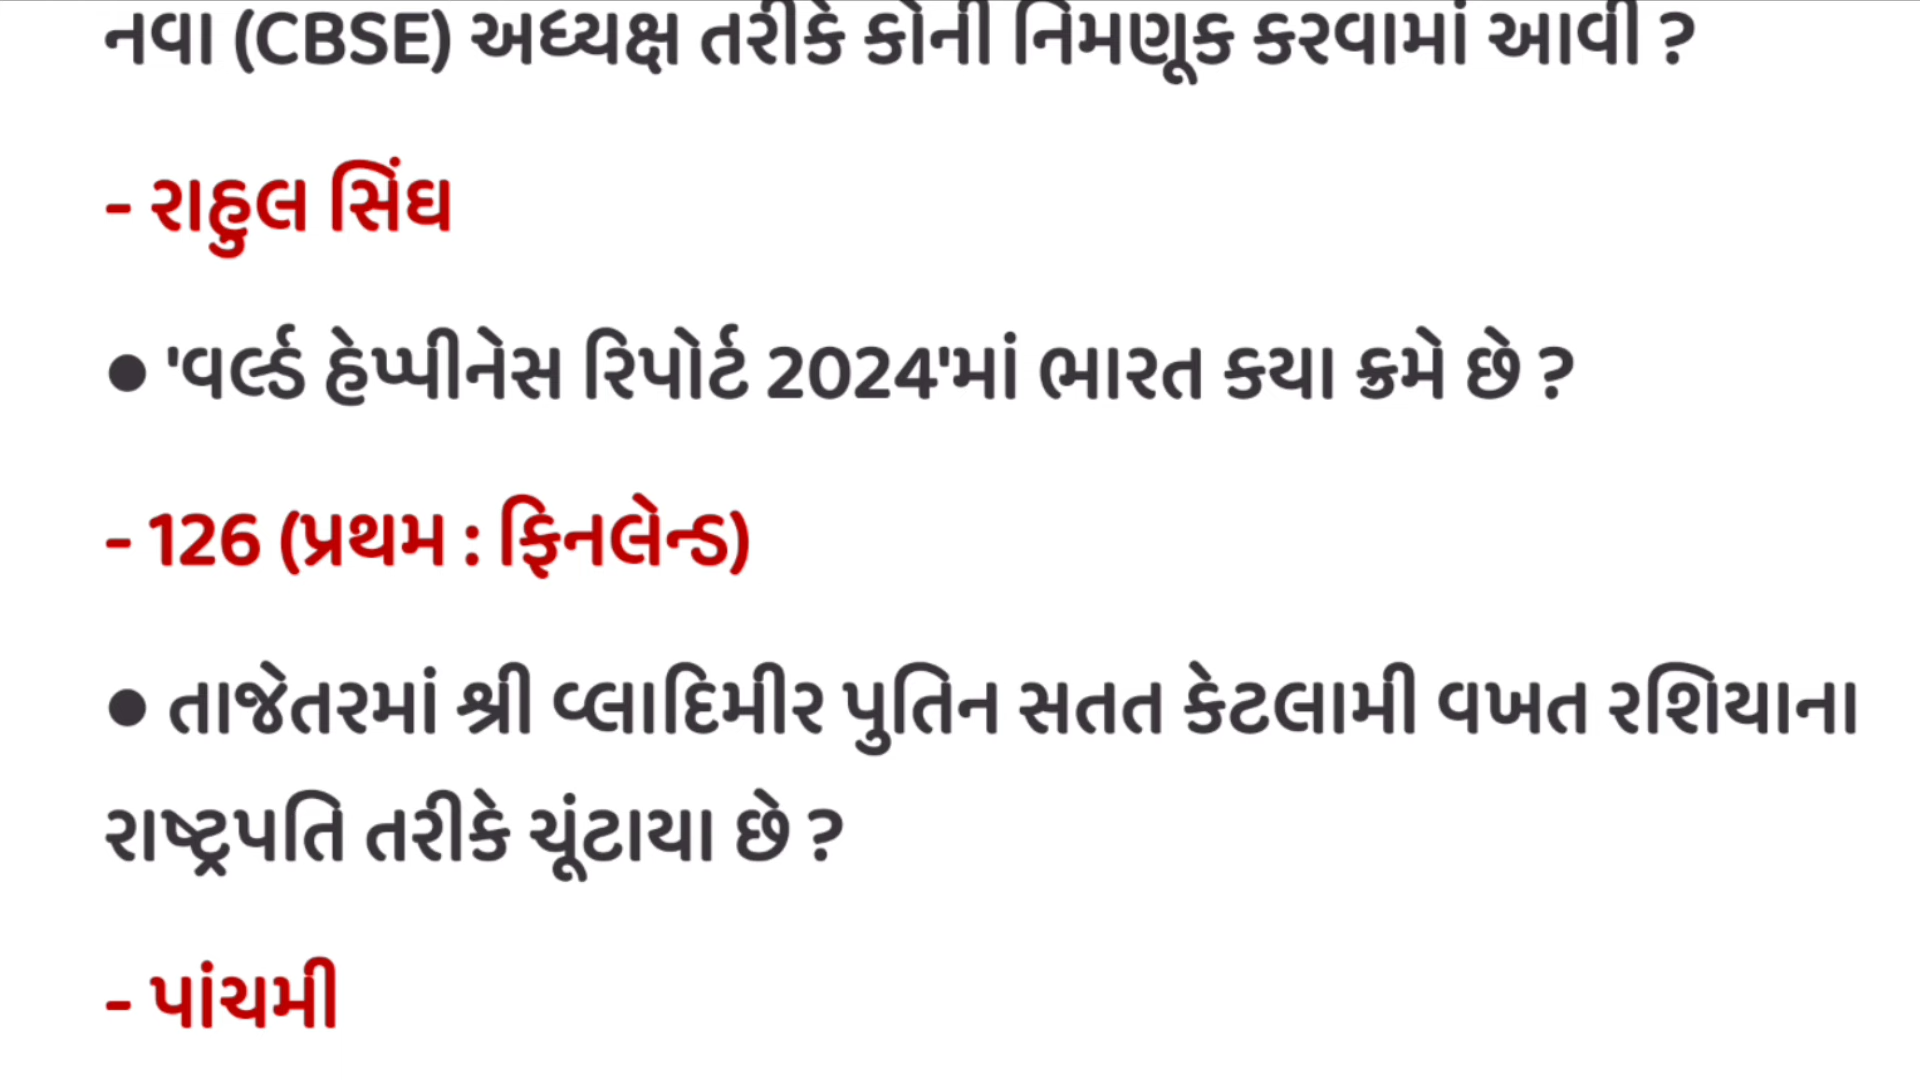 નવા (CBSE) અધ્યક્ષ તરીકે કોની નિમણૂક કરવામાં આવી ?
- રાહુલ સિંઘ
● 'વર્લ્ડ હેપ્પીનેસ રિપોર્ટ 2024'માં ભારત કયા ક્રમે છે ?
- 126 (પ્રથમ : ફિનલેન્ડ)
● તાજેતરમાં શ્રી વ્લાદિમીર પુતિન સતત કેટલામી વખત રશિયાના
રાષ્ટ્રપતિ તરીકે ચૂંટાયા છે ?
- પાંચમી